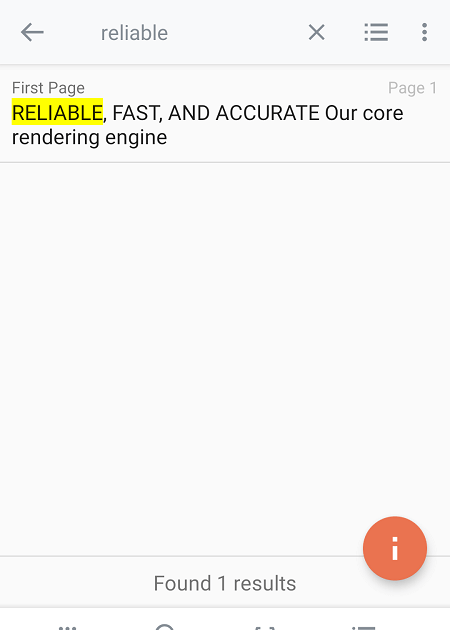 reliable
First Page
Page 1
RELIABLE, FAST, AND ACCURATE Our core
rendering engine
i
Found 1 results